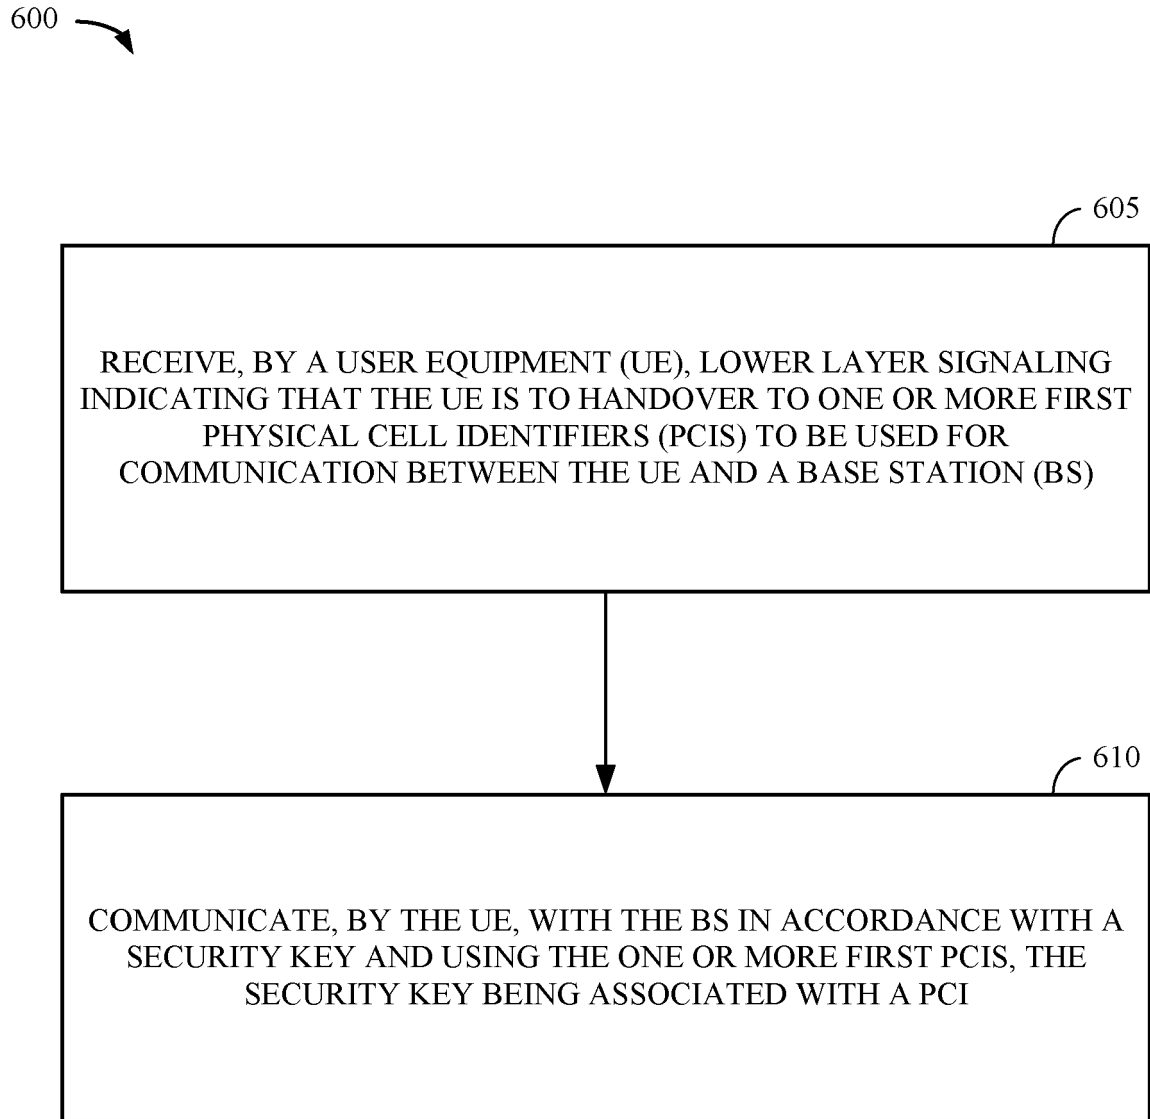 600
605
RECEIVE, BY A USER EQUIPMENT (UE), LOWER LAYER SIGNALING
INDICATING THAT THE UE IS TO HANDOVER TO ONE OR MORE FIRST
PHYSICAL CELL IDENTIFIERS (PCIS) TO BE USED FOR
COMMUNICATION BETWEEN THE UE AND A BASE STATION (BS)
610
COMMUNICATE, BY THE UE, WITH THE BS IN ACCORDANCE WITH A
SECURITY KEY AND USING THE ONE OR MORE FIRST PCIS, THE
SECURITY KEY BEING ASSOCIATED WITH A PCI